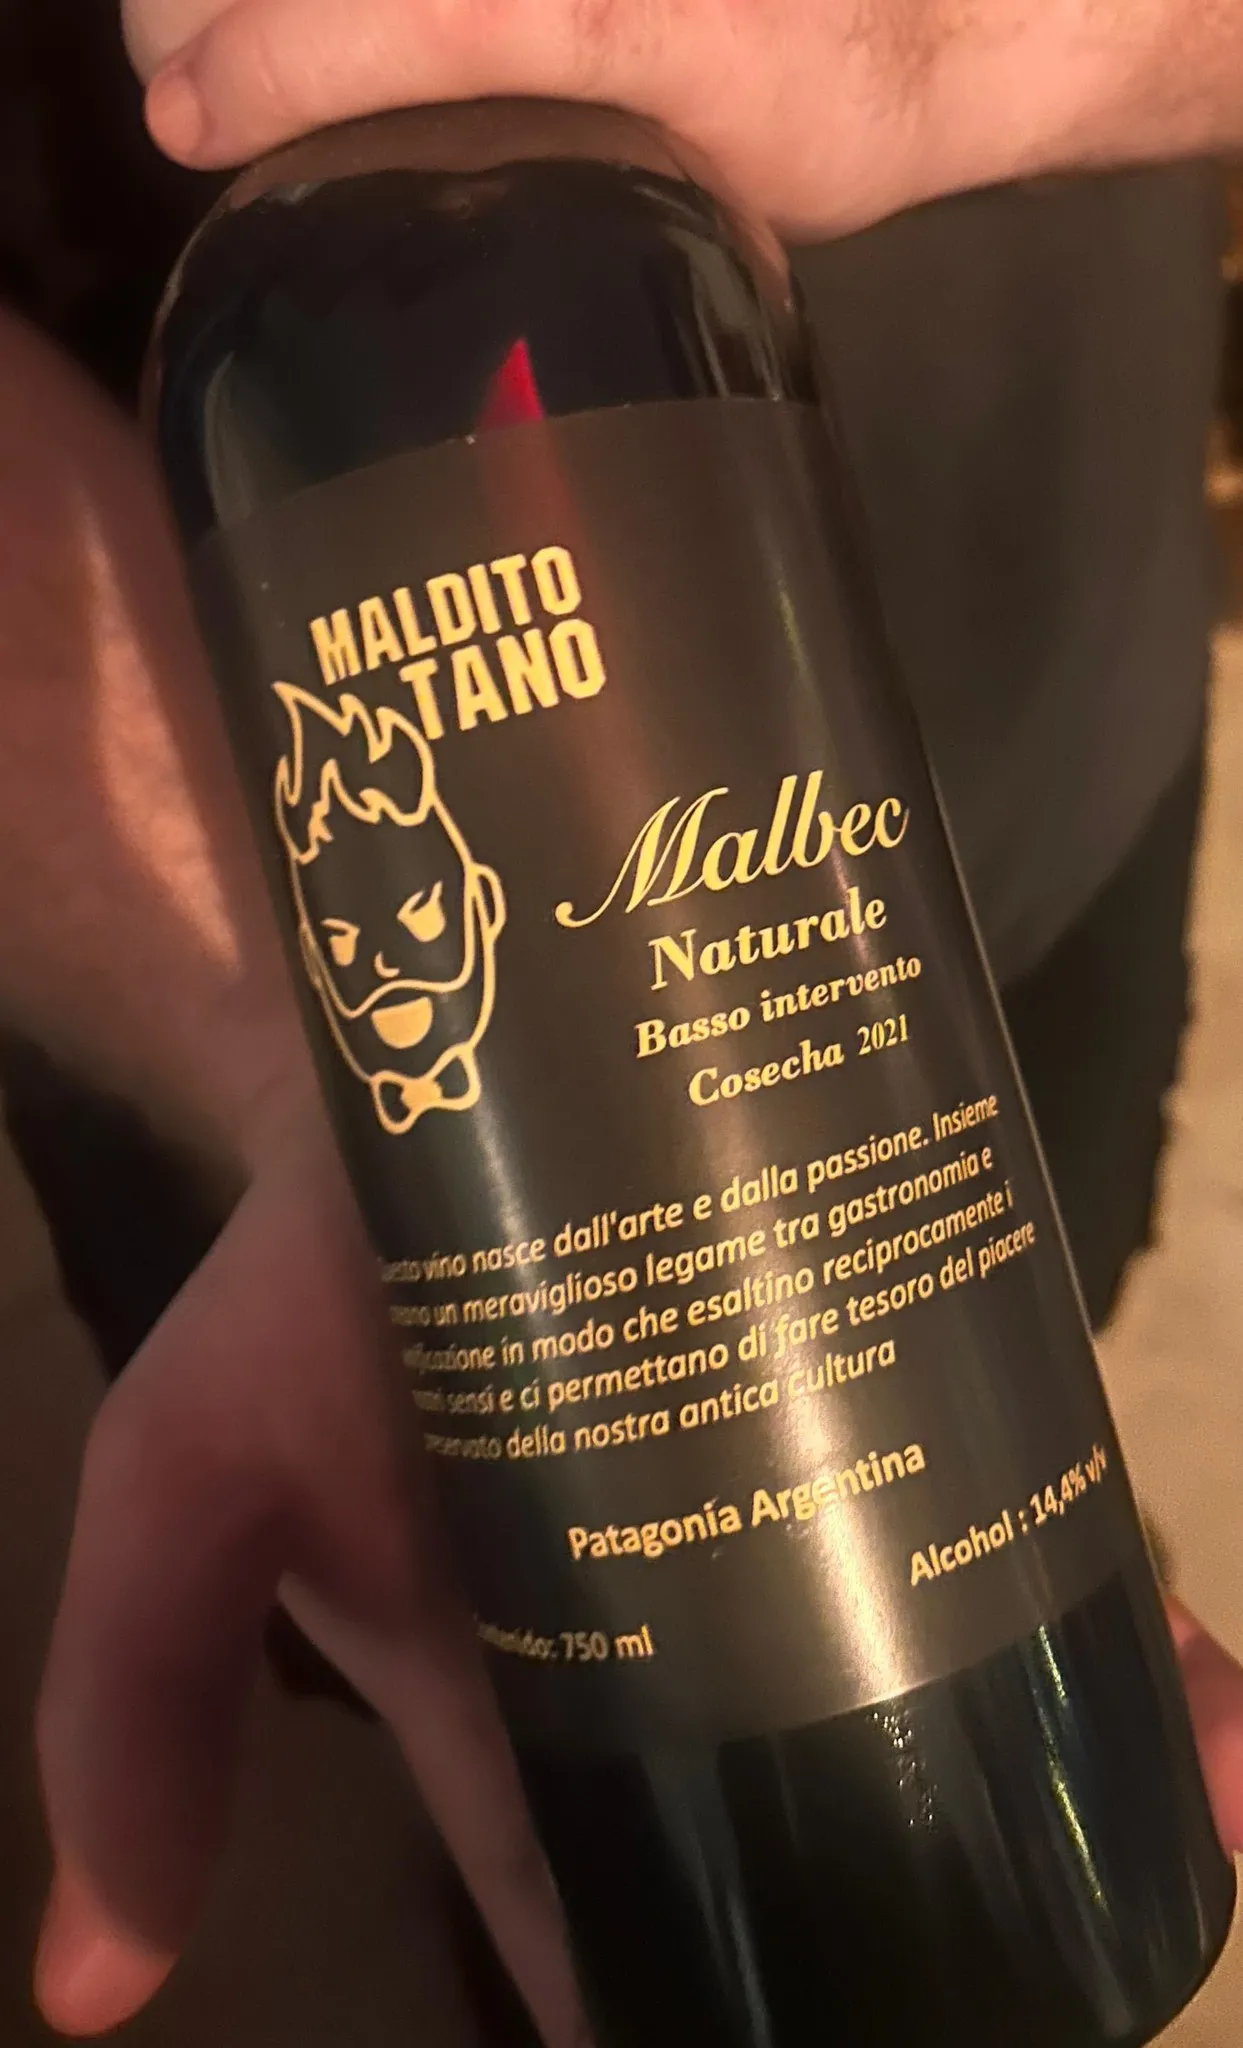 MALDITO
TANO
Malbec
Naturale
Basso intervento
Cosecha 2021
vino nasce dall'arte e dalla passione. Insieme
un meraviglioso legame tra gastronomia e
in modo che esaltino reciprocamente i
sensi e ci permettano di fare tesoro del piacere
della nostra antica cultura
Patagonia Argentina
Alcohol : 14,4% v/v
750 ml